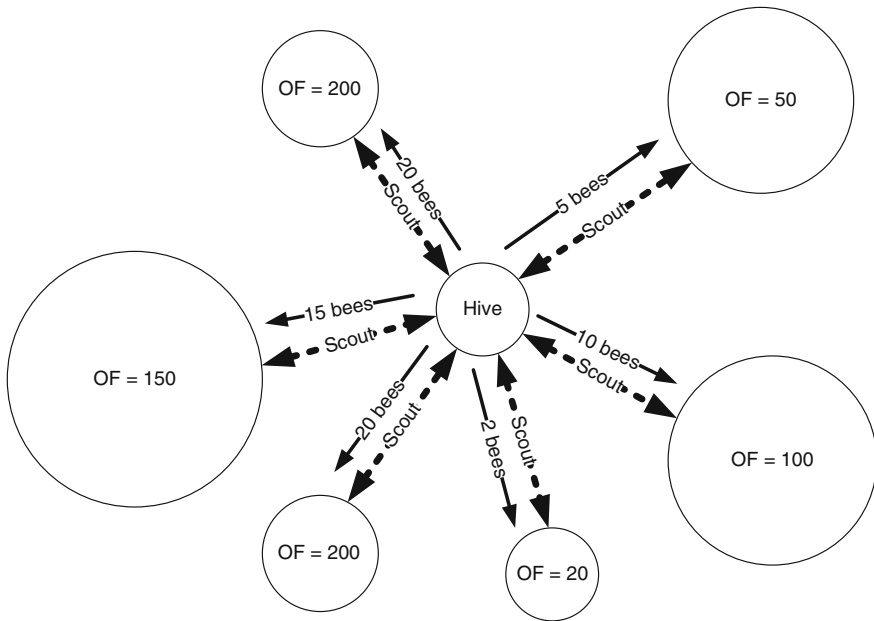 OF = 200
OF = 50
20 bees
Scout
5 bees
Scout
Hive
15 bees
Scout
10 bees
Scout
OF = 150
20 bees
Scout
2 bees
Scout
OF = 100
OF = 200
OF = 20